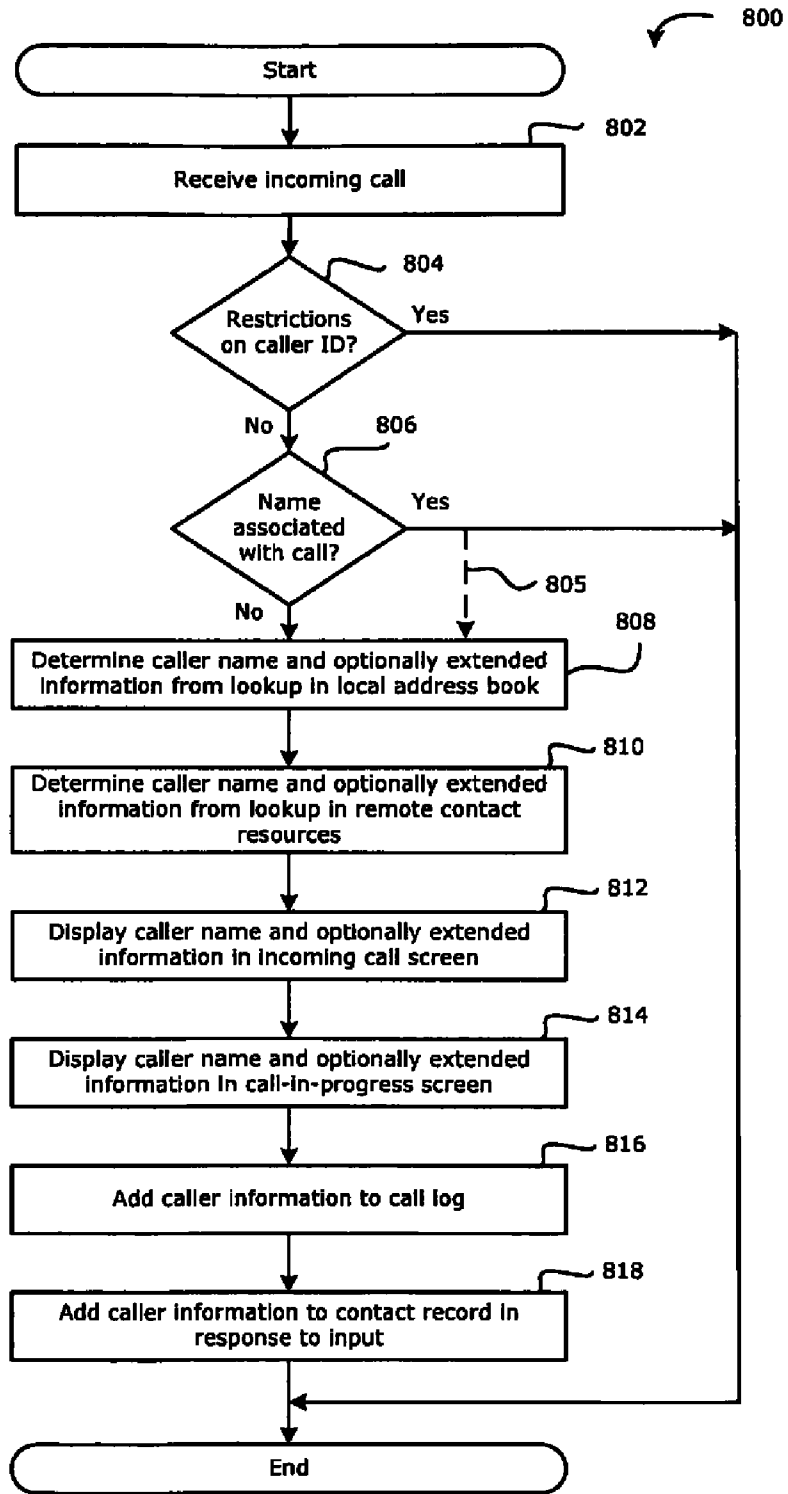 800
Start
802
Receive incoming call
804
Restrictions
on caller ID?
Yes
No
806
Name
associated
with call?
Yes
805
No
808
Determine caller name and optionally extended
information from lookup in local address book
810
Determine caller name and optionally extended
information from lookup in remote contact
resources
812
Display caller name and optionally extended
information in incoming call screen
814
Display caller name and optionally extended
information in call-in-progress screen
816
Add caller information to call log
818
Add caller information to contact record in
response to input
End